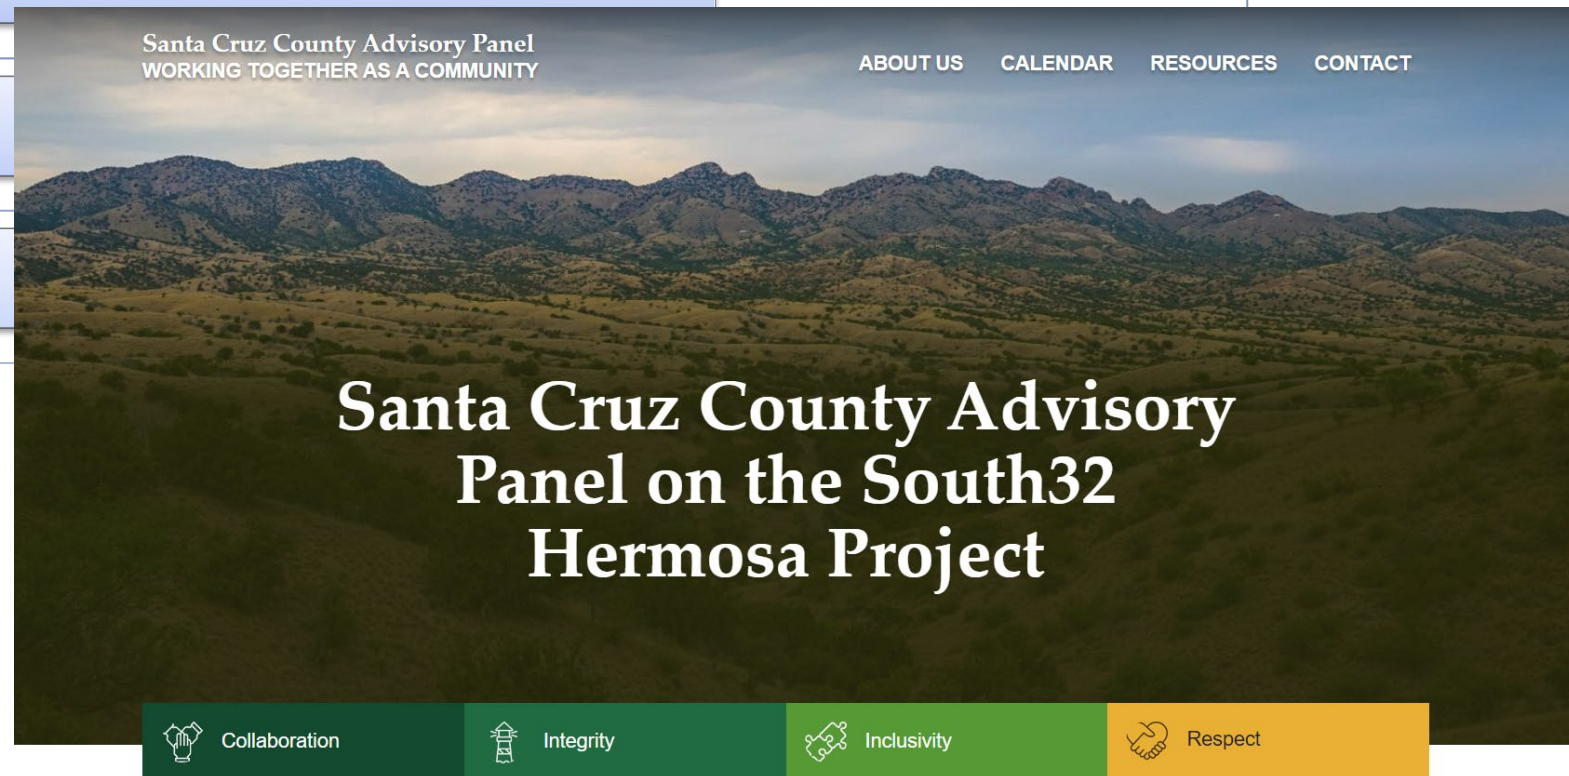 Santa Cruz County Advisory Panel
WORKING TOGETHER AS A COMMUNITY
ABOUT US CALENDAR RESOURCES CONTACT
Santa Cruz County Advisory
Panel on the South32
Hermosa Project
Collaboration Integrity Inclusivity Respect